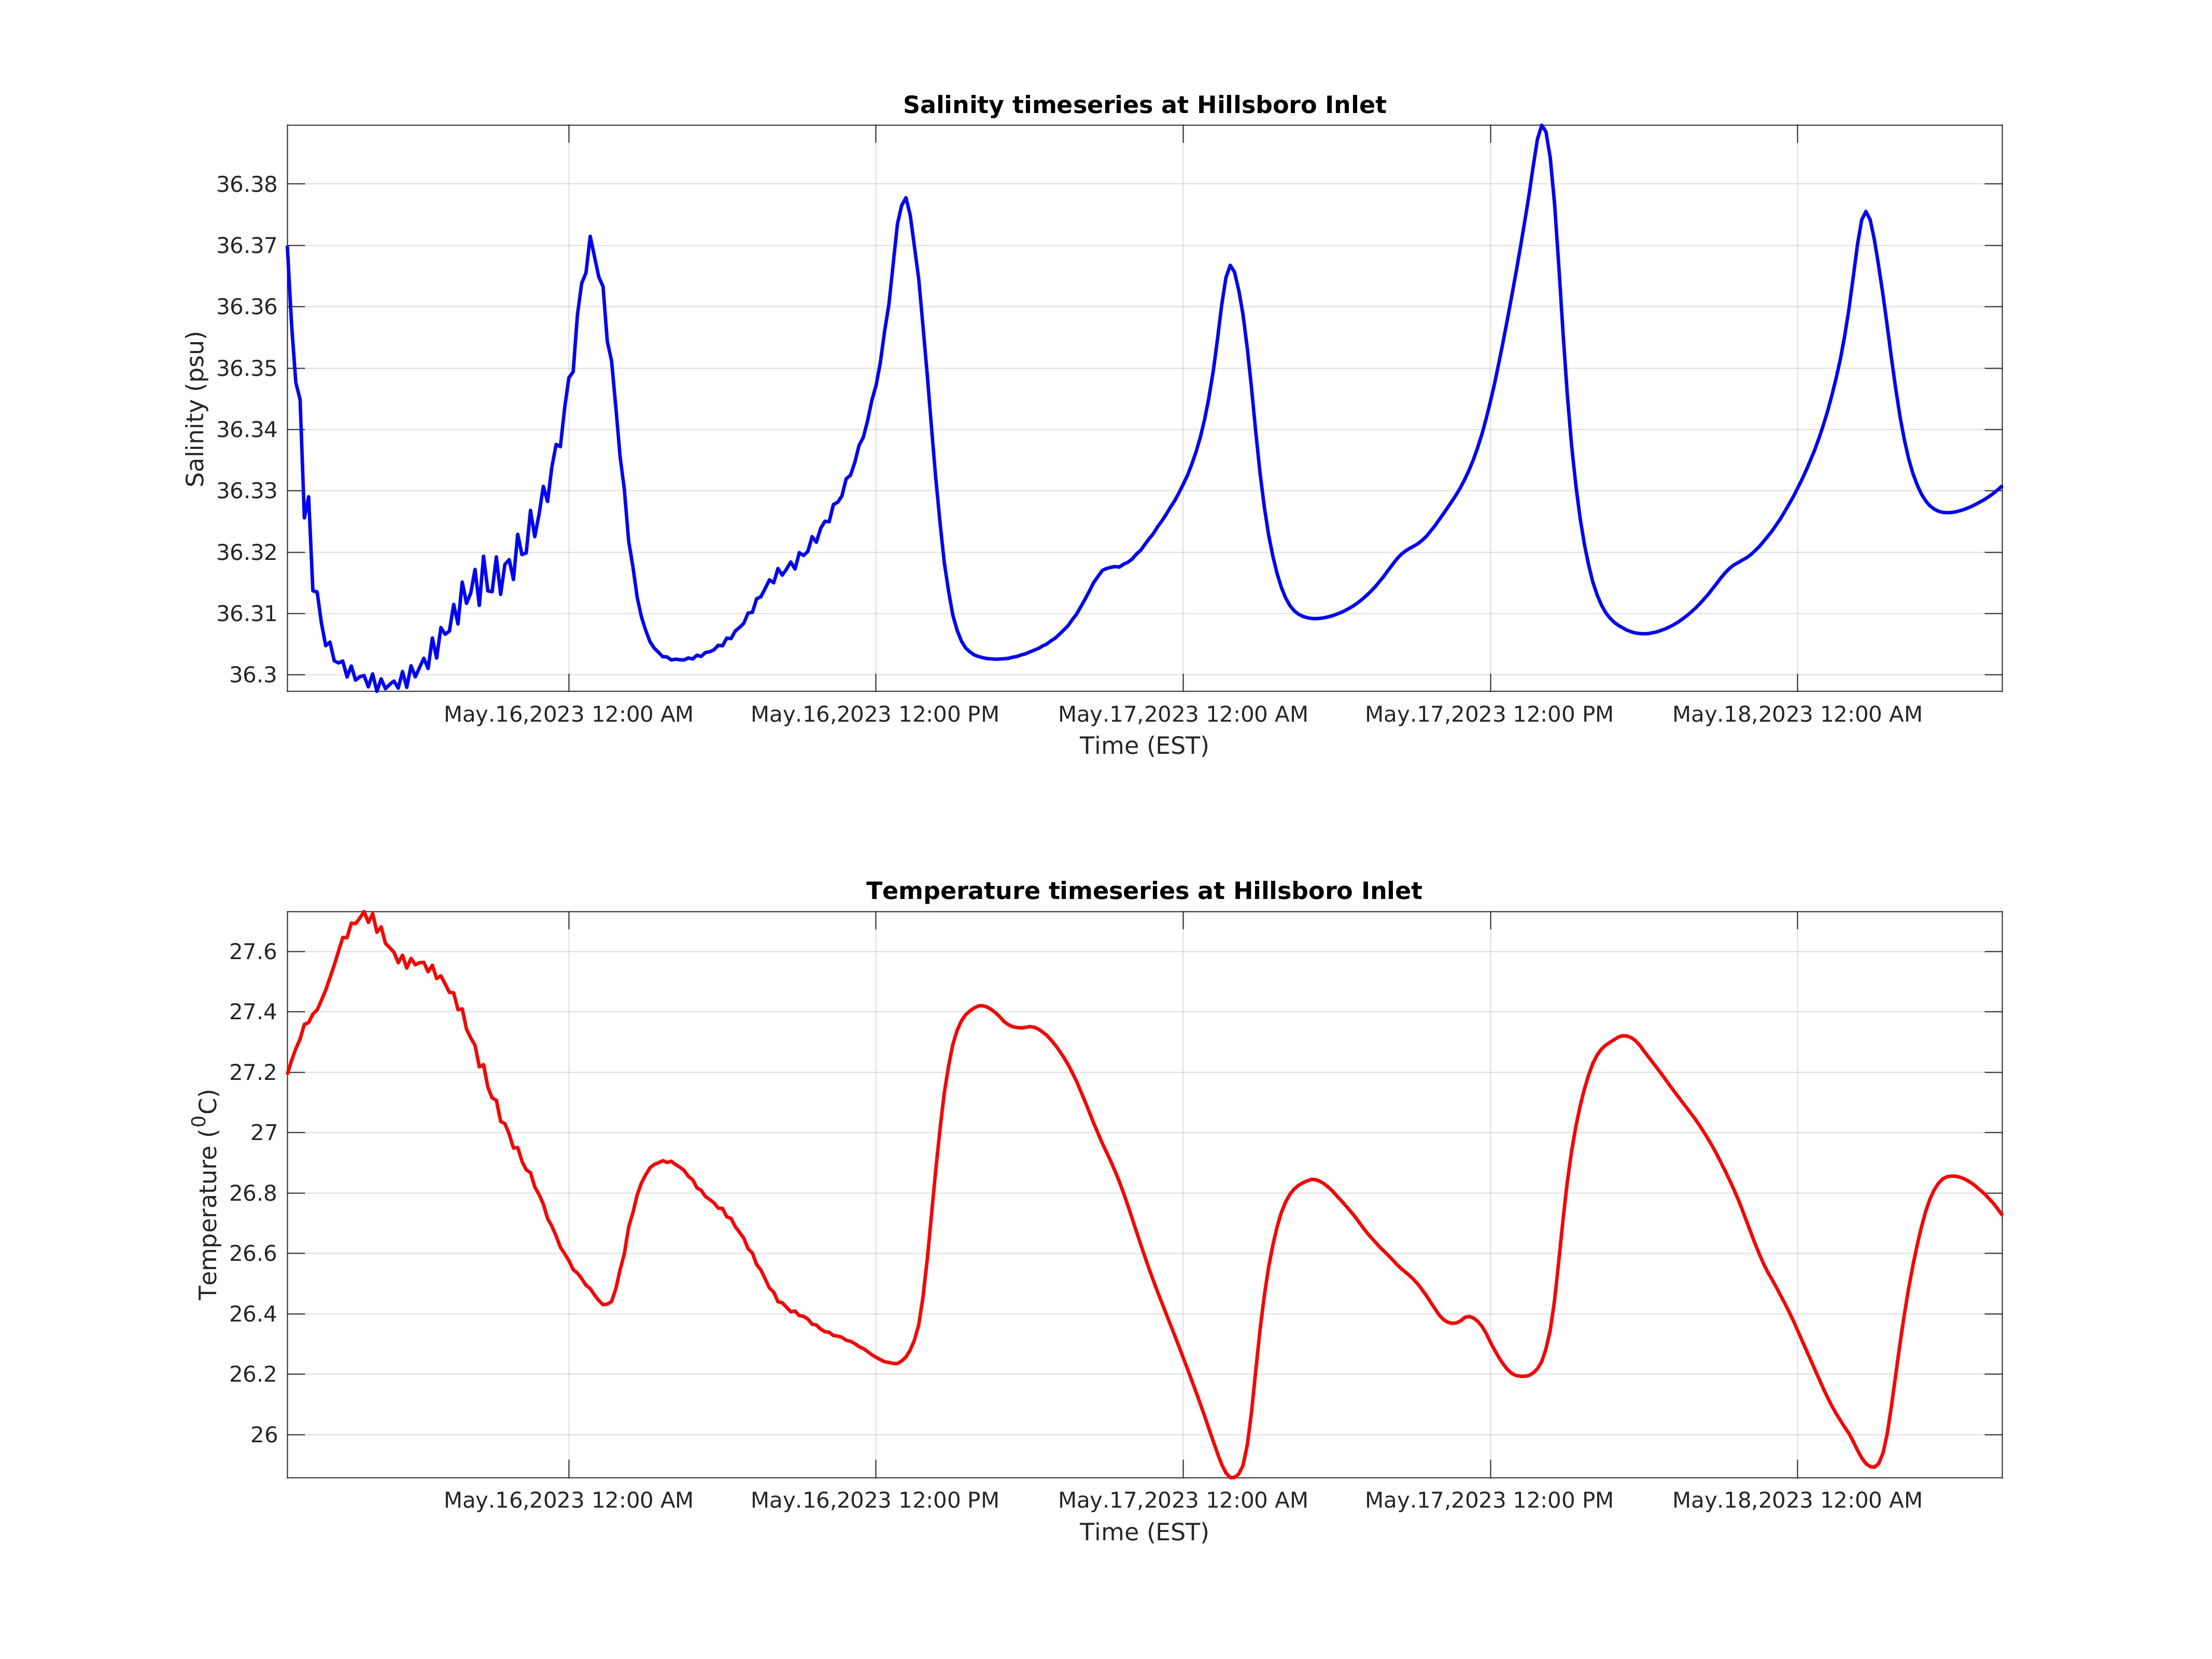 Salinity timeseries at Hillsboro Inlet
Salinity (psu)
36.38
36.37
36.36
36.35
36.34
36.33
36.32
36.31
36.3
May.16,2023 12:00 AM May.16,2023 12:00 PM May.17,2023 12:00 AM May.17,2023 12:00 PM May.18,2023 12:00 AM
Time (EST)
Temperature timeseries at Hillsboro Inlet
Temperature (⁰C)
27.6
27.4
27.2
27
26.8
26.6
26.4
26.2
26
May.16,2023 12:00 AM May.16,2023 12:00 PM May.17,2023 12:00 AM May.17,2023 12:00 PM May.18,2023 12:00 AM
Time (EST)